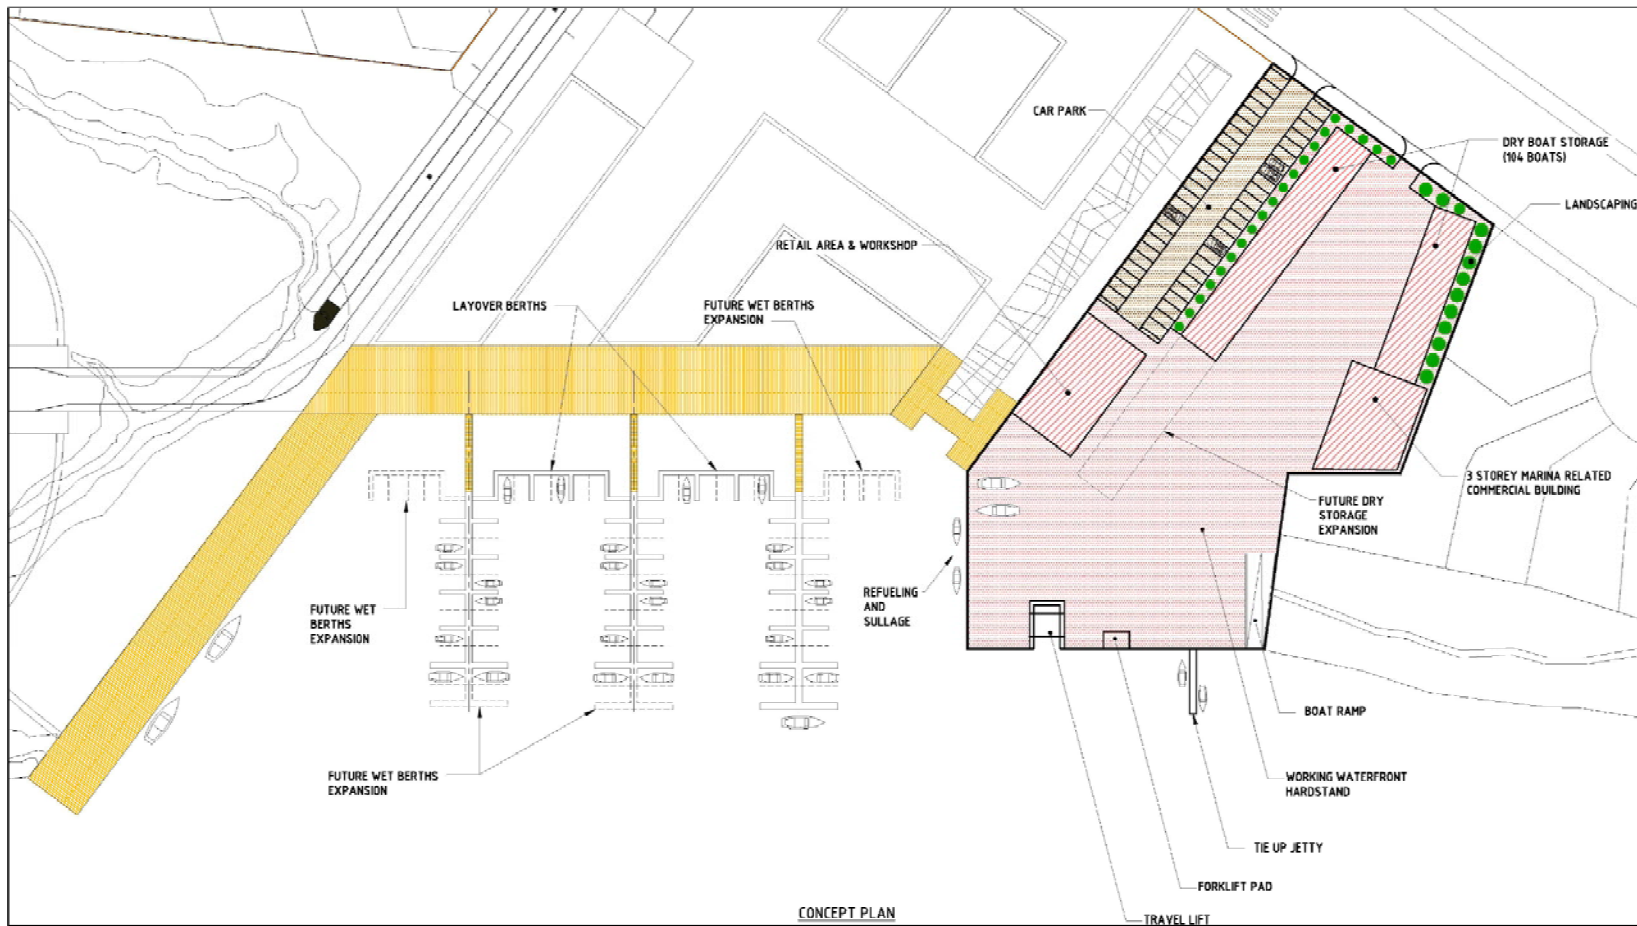 CAR PARK
DRY BOAT STORAGE
(104 BOATS)
LANDSCAPING
RETAIL AREA & WORKSHOP
LAYOVER BERTHS
FUTURE WET BERTHS
EXPANSION
3 STOREY MARINA RELATED
COMMERCIAL BUILDING
FUTURE DRY
STORAGE
EXPANSION
REFUELING
AND
SULLAGE
FUTURE WET
BERTHS
EXPANSION
BOAT RAMP
FUTURE WET BERTHS
EXPANSION
WORKING WATERFRONT
HARDSTAND
TIE UP JETTY
FORKLIFT PAD
CONCEPT PLAN
TRAVEL LIFT